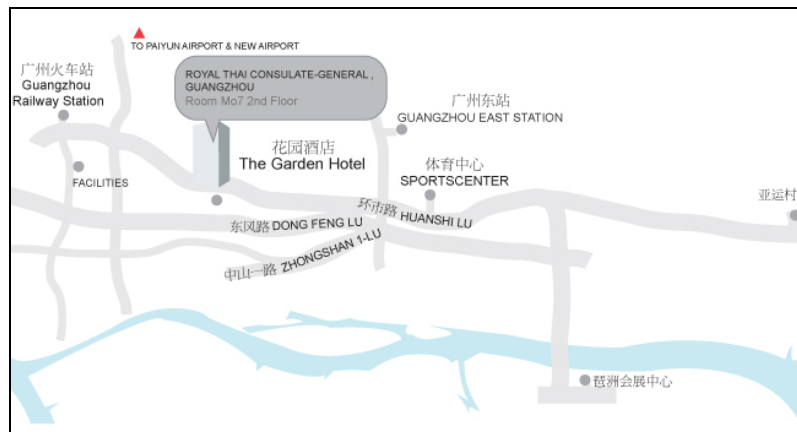 TO PAIYUN AIRPORT & NEW AIRPORT
广州火车站
Guangzhou
Railway Station
ROYAL THAI CONSULATE-GENERAL ,
GUANGZHOU
Room Mo7 2nd Floor
广州东站
GUANGZHOU EAST STATION
花园酒店
The Garden Hotel
体育中心
SPORTSCENTER
FACILITIES
亚运村
环市路 HUANSHI LU
东风路 DONG FENG LU
中山一路 ZHONGSHAN 1-LU
琶洲会展中心